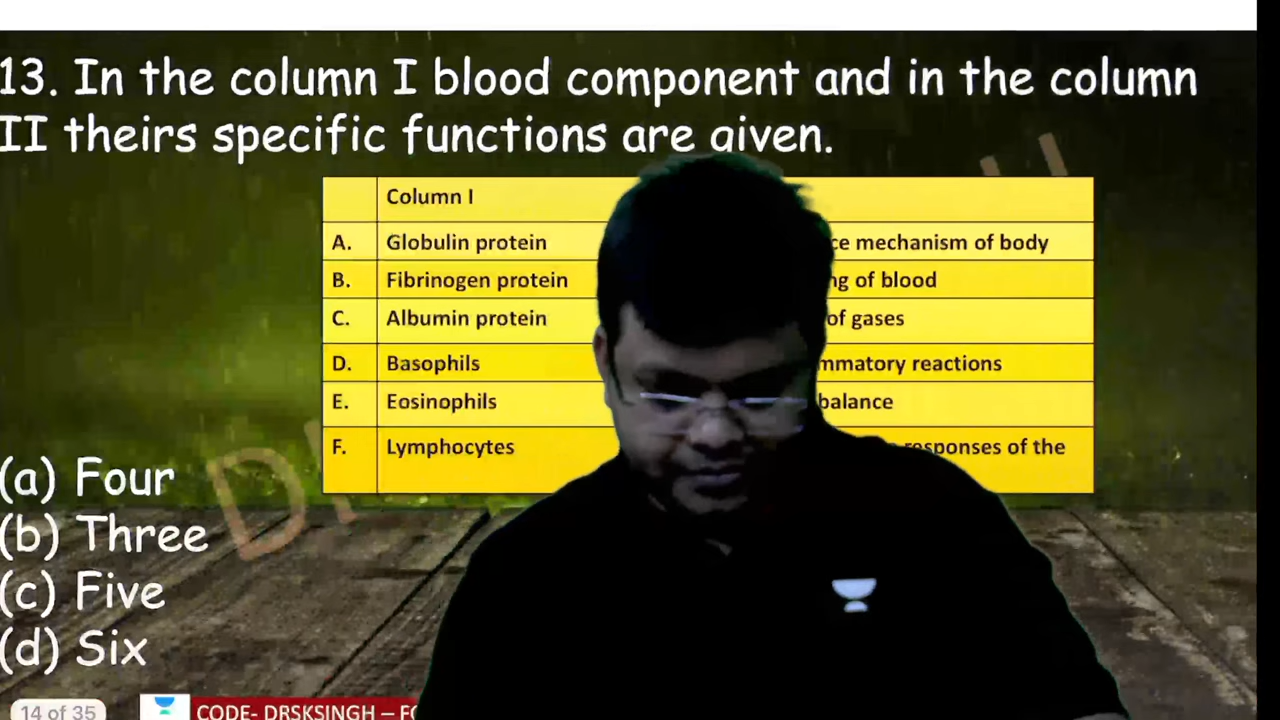 13. In the column I blood component and in the column
II theirs specific functions are given.
Column I
A. Globulin protein ce mechanism of body
B. Fibrinogen protein ng of blood
C. Albumin protein of gases
D. Basophils mmatory reactions
E. Eosinophils balance
F. Lymphocytes responses of the
(a) Four
(b) Three
(c) Five
(d) Six
14 of 35
CODE- DRSKSINGH – FO